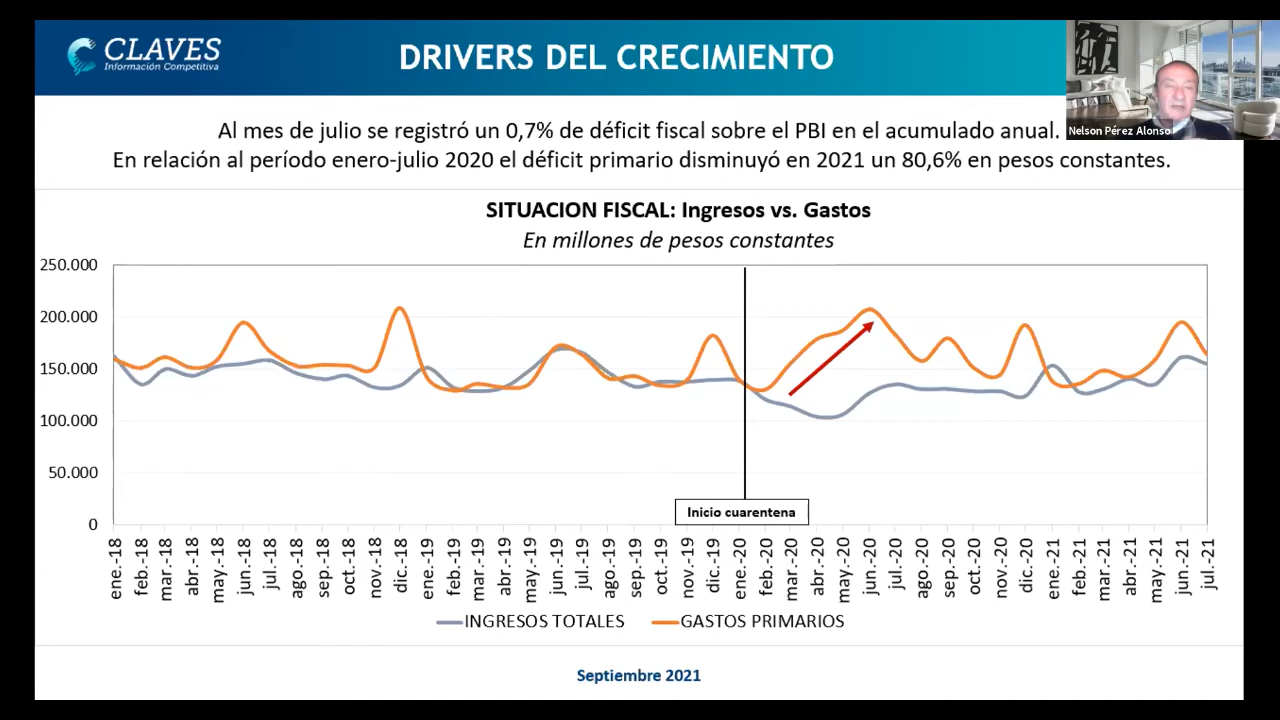 CLAVES
Información Competitiva
DRIVERS DEL CRECIMIENTO
Nelson Pérez Alonso
Al mes de julio se registró un 0,7% de déficit fiscal sobre el PBI en el acumulado anual.
En relación al período enero-julio 2020 el déficit primario disminuyó en 2021 un 80,6% en pesos constantes.
SITUACION FISCAL: Ingresos vs. Gastos
En millones de pesos constantes
250.000
200.000
150.000
100.000
50.000
0
Inicio cuarentena
ene.-18
feb.-18
mar.-18
abr.-18
may.-18
jun.-18
jul.-18
ago.-18
sep.-18
oct.-18
nov.-18
dic.-18
ene.-19
feb.-19
mar.-19
abr.-19
may.-19
jun.-19
jul.-19
ago.-19
sep.-19
oct.-19
nov.-19
dic.-19
ene.-20
feb.-20
mar.-20
abr.-20
may.-20
jun.-20
jul.-20
ago.-20
sep.-20
oct.-20
nov.-20
dic.-20
ene.-21
feb.-21
mar.-21
abr.-21
may.-21
jun.-21
jul.-21
INGRESOS TOTALES
GASTOS PRIMARIOS
Septiembre 2021